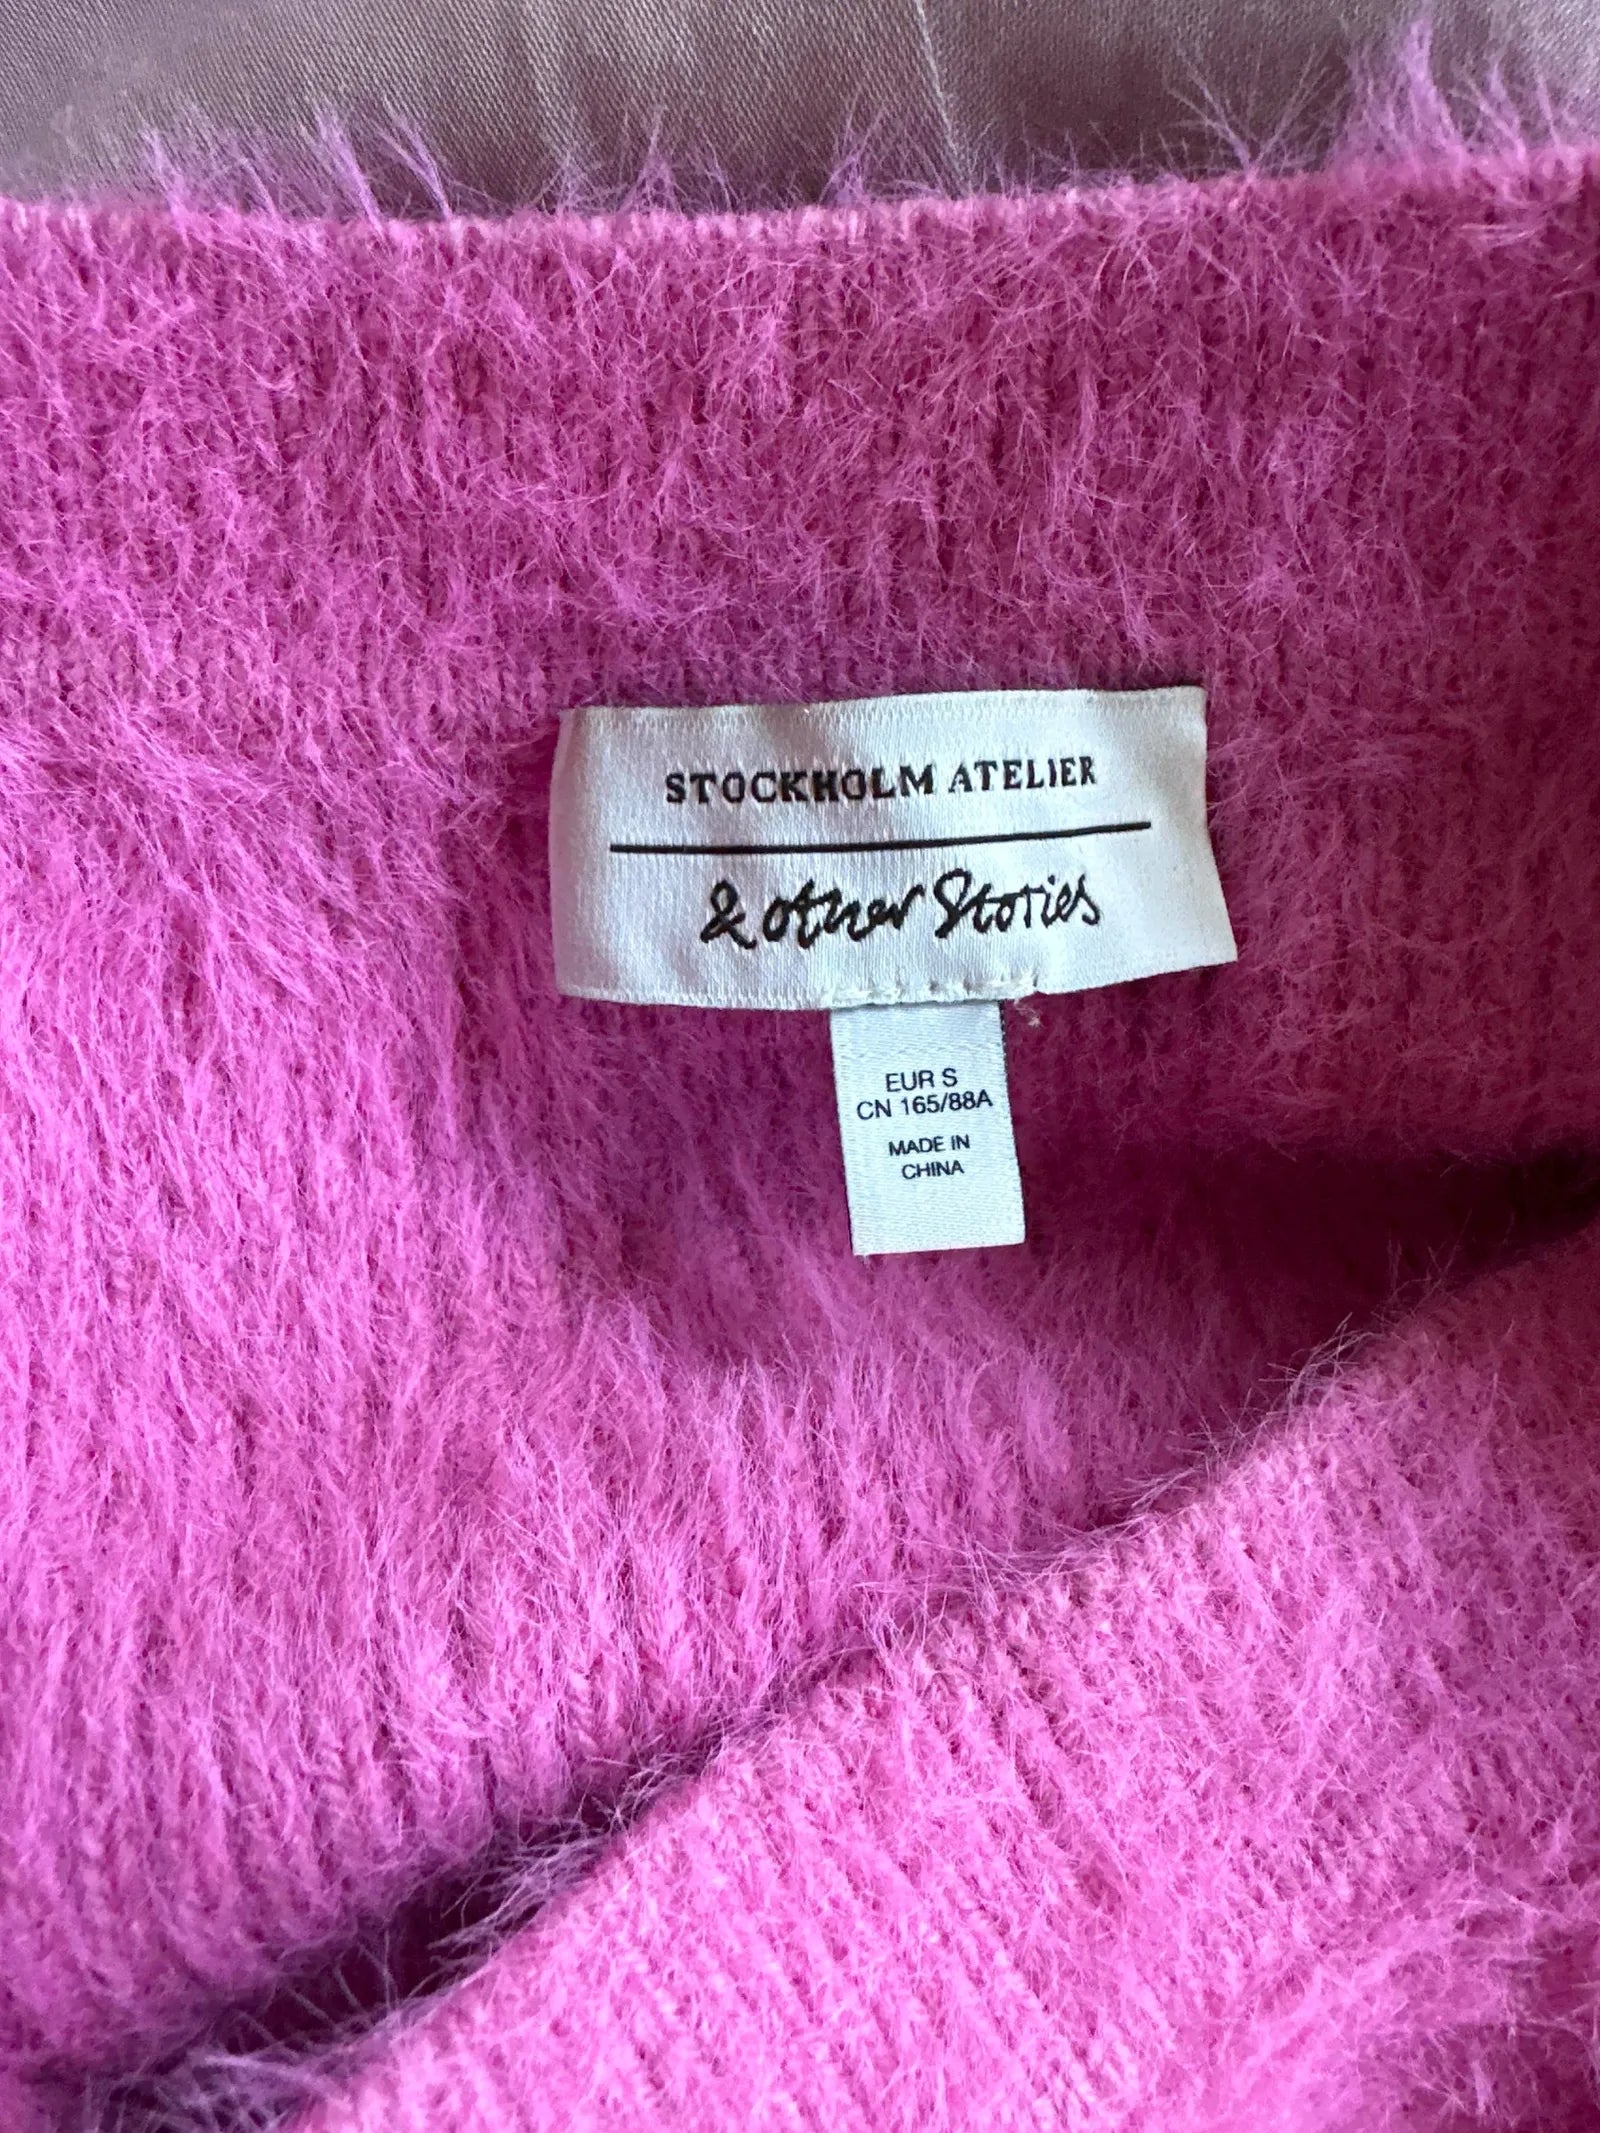 STOCKHOLM ATELIER
& other Stories
EUR S
CN 165/88A
MADE IN
CHINA